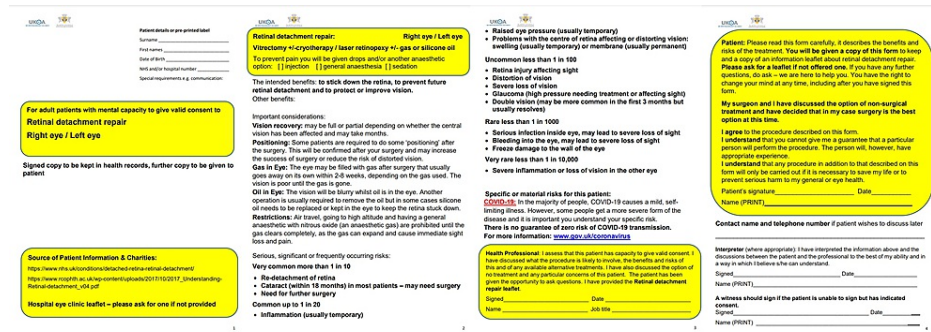 UKOA
Patient details or pre-printed label
Surname
First names
Date of Birth
NHS and/or hospital number
Special requirements e.g. communication:
For adult patients with mental capacity to give valid consent to
Retinal detachment repair
Right eye / Left eye
Signed copy to be kept in health records, further copy to be given to
patient
Source of Patient Information & Charities:
https://www.nhs.uk/conditions/detached-retina-retinal-detachment/
https://www.rcophth.ac.uk/wp-content/uploads/2017/10/2017_Understanding-
Retinal-detachment_v04.pdf
Hospital eye clinic leaflet – please ask for one if not provided
1
UKOA
Retinal detachment repair: Right eye / Left eye
Vitrectomy +/-cryotherapy / laser retinopexy +/- gas or silicone oil
To prevent pain you will be given drops and/or another anaesthetic
option: [ ] injection [ ] general anaesthesia [ ] sedation
The intended benefits: to stick down the retina, to prevent future
retinal detachment and to protect or improve vision.
Other benefits:
Important considerations:
Vision recovery: may be full or partial depending on whether the central
vision has been affected and may take months.
Positioning: Some patients are required to do some 'positioning' after
the surgery. This will be confirmed after surgery and may increase
the success of surgery or reduce the risk of distorted vision.
Gas in Eye: The eye may be filled with gas after surgery that usually
goes away on its own within 2-8 weeks, depending on the gas used. The
vision is poor until the gas is gone.
Oil in Eye: The vision will be blurry whilst oil is in the eye. Another
operation is usually required to remove the oil but in some cases silicone
oil needs to be replaced or kept in the eye to keep the retina stuck down.
Restrictions: Air travel, going to high altitude and having a general
anaesthetic with nitrous oxide (an anaesthetic gas) are prohibited until the
gas clears completely, as the gas can expand and cause immediate sight
loss and pain.
Serious, significant or frequently occurring risks:
Very common more than 1 in 10
• Re-detachment of retina
• Cataract (within 18 months) in most patients – may need surgery
• Need for further surgery
Common up to 1 in 20
• Inflammation (usually temporary)
2
• Raised eye pressure (usually temporary)
• Problems with the centre of retina affecting or distorting vision:
swelling (usually temporary) or membrane (usually permanent)
Uncommon less than 1 in 100
• Retina injury affecting sight
• Distortion of vision
• Severe loss of vision
• Glaucoma (high pressure needing treatment or affecting sight)
• Double vision (may be more common in the first 3 months but
usually resolves)
Rare less than 1 in 1000
• Serious infection inside eye, may lead to severe loss of sight
• Bleeding into the eye, may lead to severe loss of sight
• Freeze damage to the wall of the eye
Very rare less than 1 in 10,000
• Severe inflammation or loss of vision in the other eye
Specific or material risks for this patient:
COVID-19: In the majority of people, COVID-19 causes a mild, self-
limiting illness. However, some people get a more severe form of the
disease and it is important you understand your specific risk.
There is no guarantee of zero risk of COVID-19 transmission.
For more information: www.gov.uk/coronavirus
Health Professional: I assess that this patient has capacity to give valid consent. I
have discussed what the procedure is likely to involve, the benefits and risks of
this and of any available alternative treatments. I have also discussed the option of
no treatment and any particular concerns of this patient. The patient has been
given the opportunity to ask questions. I have provided the Retinal detachment
repair leaflet.
Signed Date
Name Job title
3
Patient: Please read this form carefully, it describes the benefits
and risks of the treatment. You will be given a copy of this form to keep
and a copy of an information leaflet about retinal detachment repair.
Please ask for a leaflet if not offered one. If you have any further
questions, do ask – we are here to help you. You have the right to
change your mind at any time, including after you have signed this
form.
My surgeon and I have discussed the option of non-surgical
treatment and have decided that in my case surgery is the best
option at this time.
I agree to the procedure described on this form.
I understand that you cannot give me a guarantee that a particular
person will perform the procedure. The person will, however, have
appropriate experience.
I understand that any procedure in addition to that described on this
form will only be carried out if it is necessary to save my life or to
prevent serious harm to my general or eye health.
Patient's signature Date
Name (PRINT)
Contact name and telephone number if patient wishes to discuss later
Interpreter (where appropriate): I have interpreted the information above and the
discussions between the patient and the professional to the best of my ability and in
a way in which I believe s/he can understand.
Signed Date
Name (PRINT)
A witness should sign if the patient is unable to sign but has indicated
consent.
Signed Date
Name (PRINT)
4